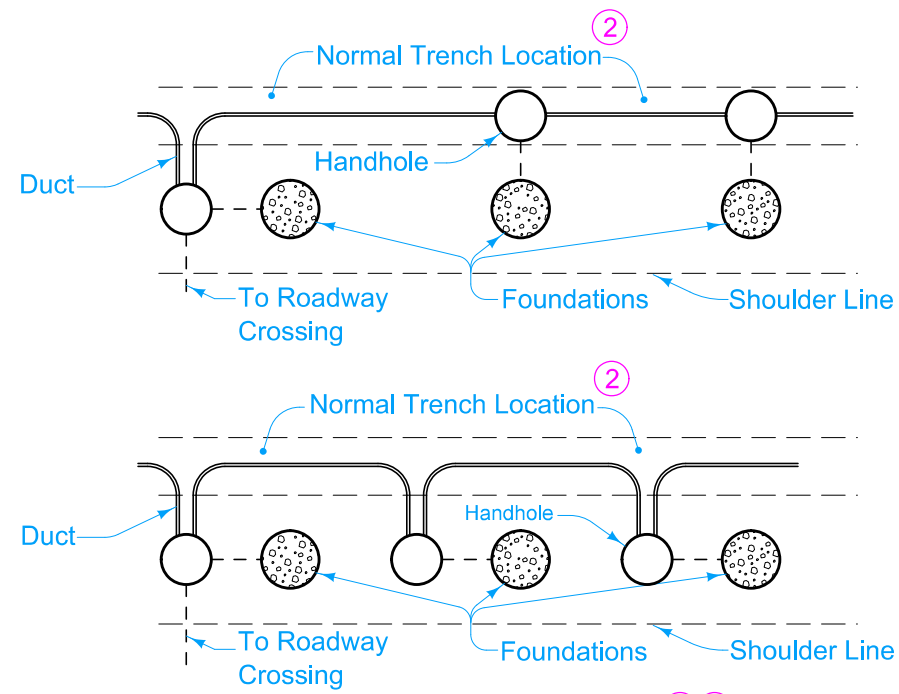 2
Normal Trench Location
Handhole
Duct
To Roadway
Crossing
Foundations
Shoulder Line
2
Normal Trench Location
Handhole
Duct
To Roadway
Crossing
Foundations
Shoulder Line